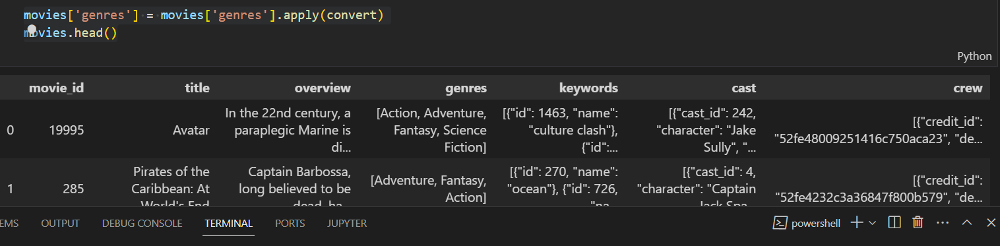 movies['genres'] = movies['genres'].apply(convert)
movies.head()
Python
movie_id title overview genres keywords cast crew
In the 22nd century, a [Action, Adventure, [{"id": 1463, "name": [{"cast_id": 242,
0 19995 Avatar paraplegic Marine is Fantasy, Science "culture clash"}, "character": "Jake [{"credit_id":
di... Fiction] {"id":... Sully", "... "52fe48009251416c750aca23", "de...
Pirates of the Captain Barbossa, [{"id": 270, "name": [{"cast_id": 4,
1 285 Caribbean: At long believed to be [Adventure, Fantasy, "ocean"}, {"id": 726, "character": "Captain [{"credit_id":
World's End dead, ha... Action] "na... Jack Spa... "52fe4232c3a36847f800b579", "de...
EMS OUTPUT DEBUG CONSOLE TERMINAL PORTS JUPYTER powershell